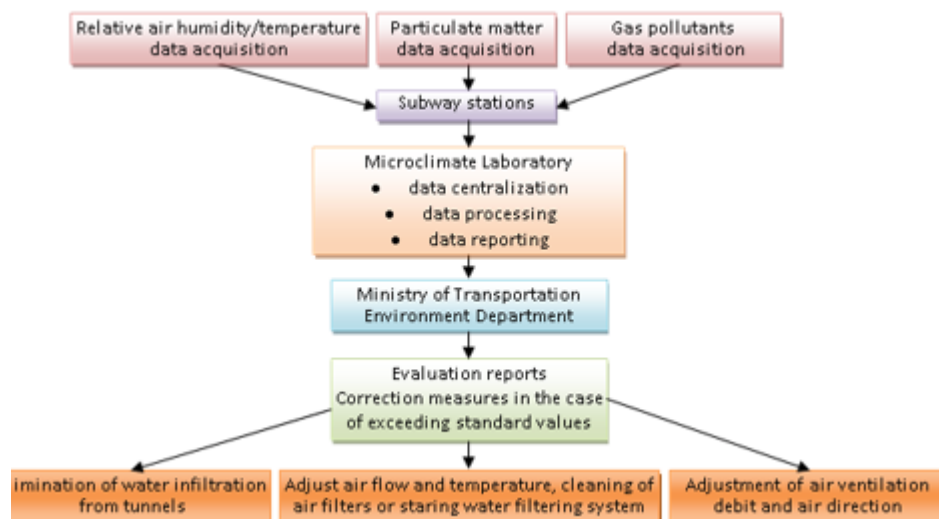 Relative air humidity/temperature
data acquisition
Particulate matter
data acquisition
Gas pollutants
data acquisition
Subway stations
Microclimate Laboratory
• data centralization
• data processing
• data reporting
Ministry of Transportation
Environment Department
Evaluation reports
Correction measures in the case
of exceeding standard values
imination of water infiltration
from tunnels
Adjust air flow and temperature, cleaning of
air filters or staring water filtering system
Adjustment of air ventilation
debit and air direction